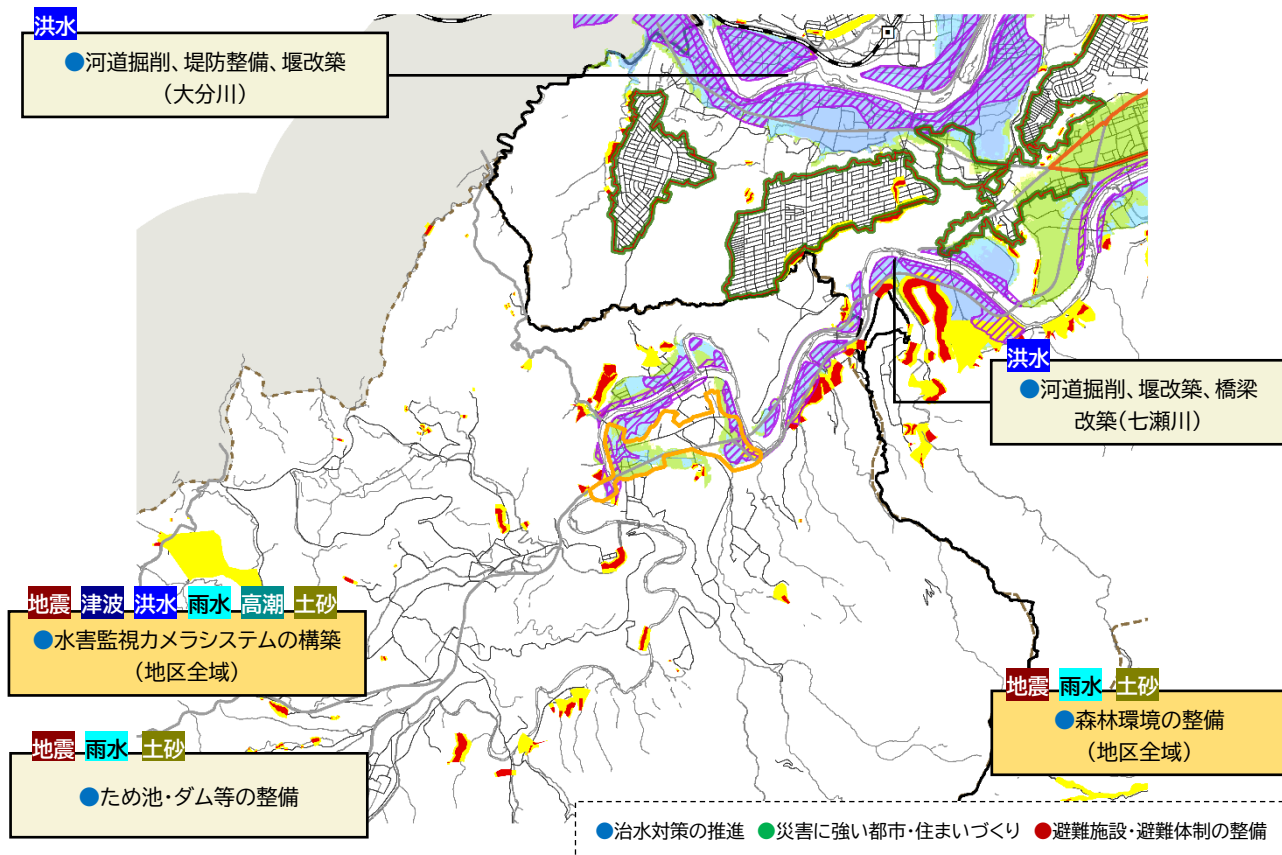 洪水
●河道掘削、堤防整備、堰改築
(大分川)
洪水
●河道掘削、堰改築、橋梁
改築(七瀬川)
地震 津波 洪水 雨水 高潮 土砂
●水害監視カメラシステムの構築
(地区全域)
地震 雨水 土砂
●森林環境の整備
(地区全域)
地震 雨水 土砂
●ため池・ダム等の整備
●治水対策の推進 ●災害に強い都市・住まいづくり ●避難施設・避難体制の整備